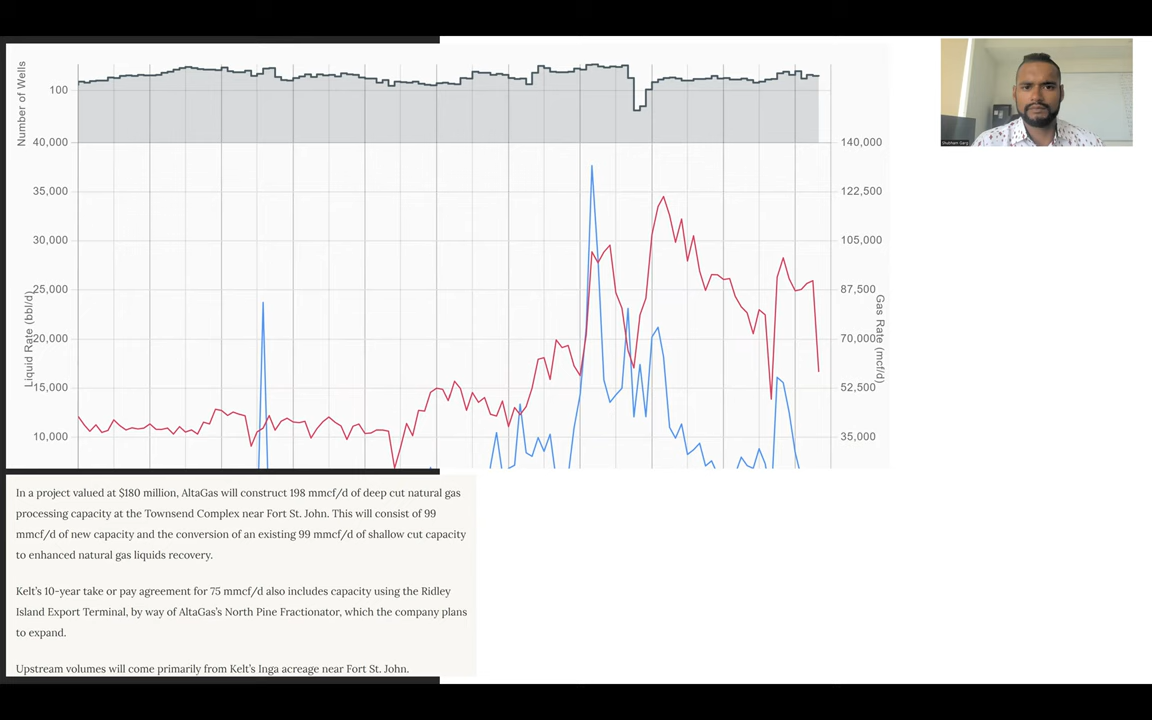 Number of Wells
100
40,000
140,000
35,000
122,500
30,000
105,000
25,000
87,500
Liquid Rate (bbl/d)
Gas Rate (mcf/d)
20,000
70,000
15,000
52,500
10,000
35,000
In a project valued at $180 million, AltaGas will construct 198 mmcf/d of deep cut natural gas
processing capacity at the Townsend Complex near Fort St. John. This will consist of 99
mmcf/d of new capacity and the conversion of an existing 99 mmcf/d of shallow cut capacity
to enhanced natural gas liquids recovery.
Kelt's 10-year take or pay agreement for 75 mmcf/d also includes capacity using the Ridley
Island Export Terminal, by way of AltaGas's North Pine Fractionator, which the company plans
to expand.
Upstream volumes will come primarily from Kelt's Inga acreage near Fort St. John.